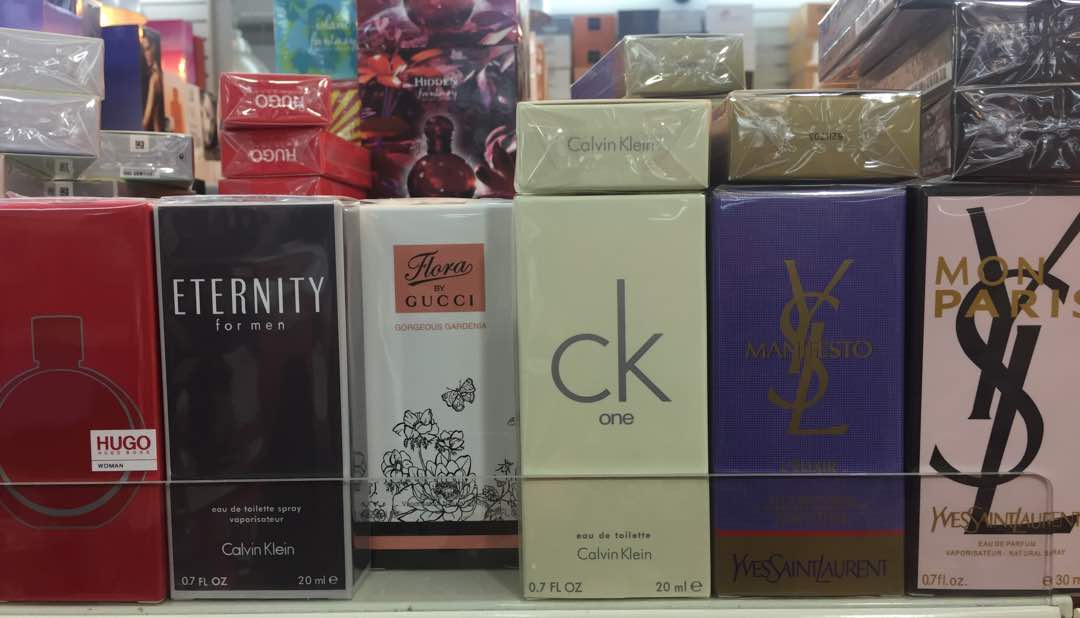 HIDDEN
fantasy
HUGO
HUGO
Calvin Klein
HUGO
HUGO BOSS
WOMAN
ETERNITY
for men
eau de toilette spray
vaporisateur
Calvin Klein
0.7 FL OZ 20 ml e
Flora
BY
GUCCI
GORGEOUS GARDENIA
ck
one
eau de toilette
Calvin Klein
0.7 FL OZ 20 ml e
YSL
MANIFESTO
L'ÉLIXIR
YVESSAINTLAURENT
MON
PARIS
YSL
YVESSAINTLAURENT
EAU DE PARFUM
VAPORISATEUR - NATURAL SPRAY
0.7fl.oz. e 30 m